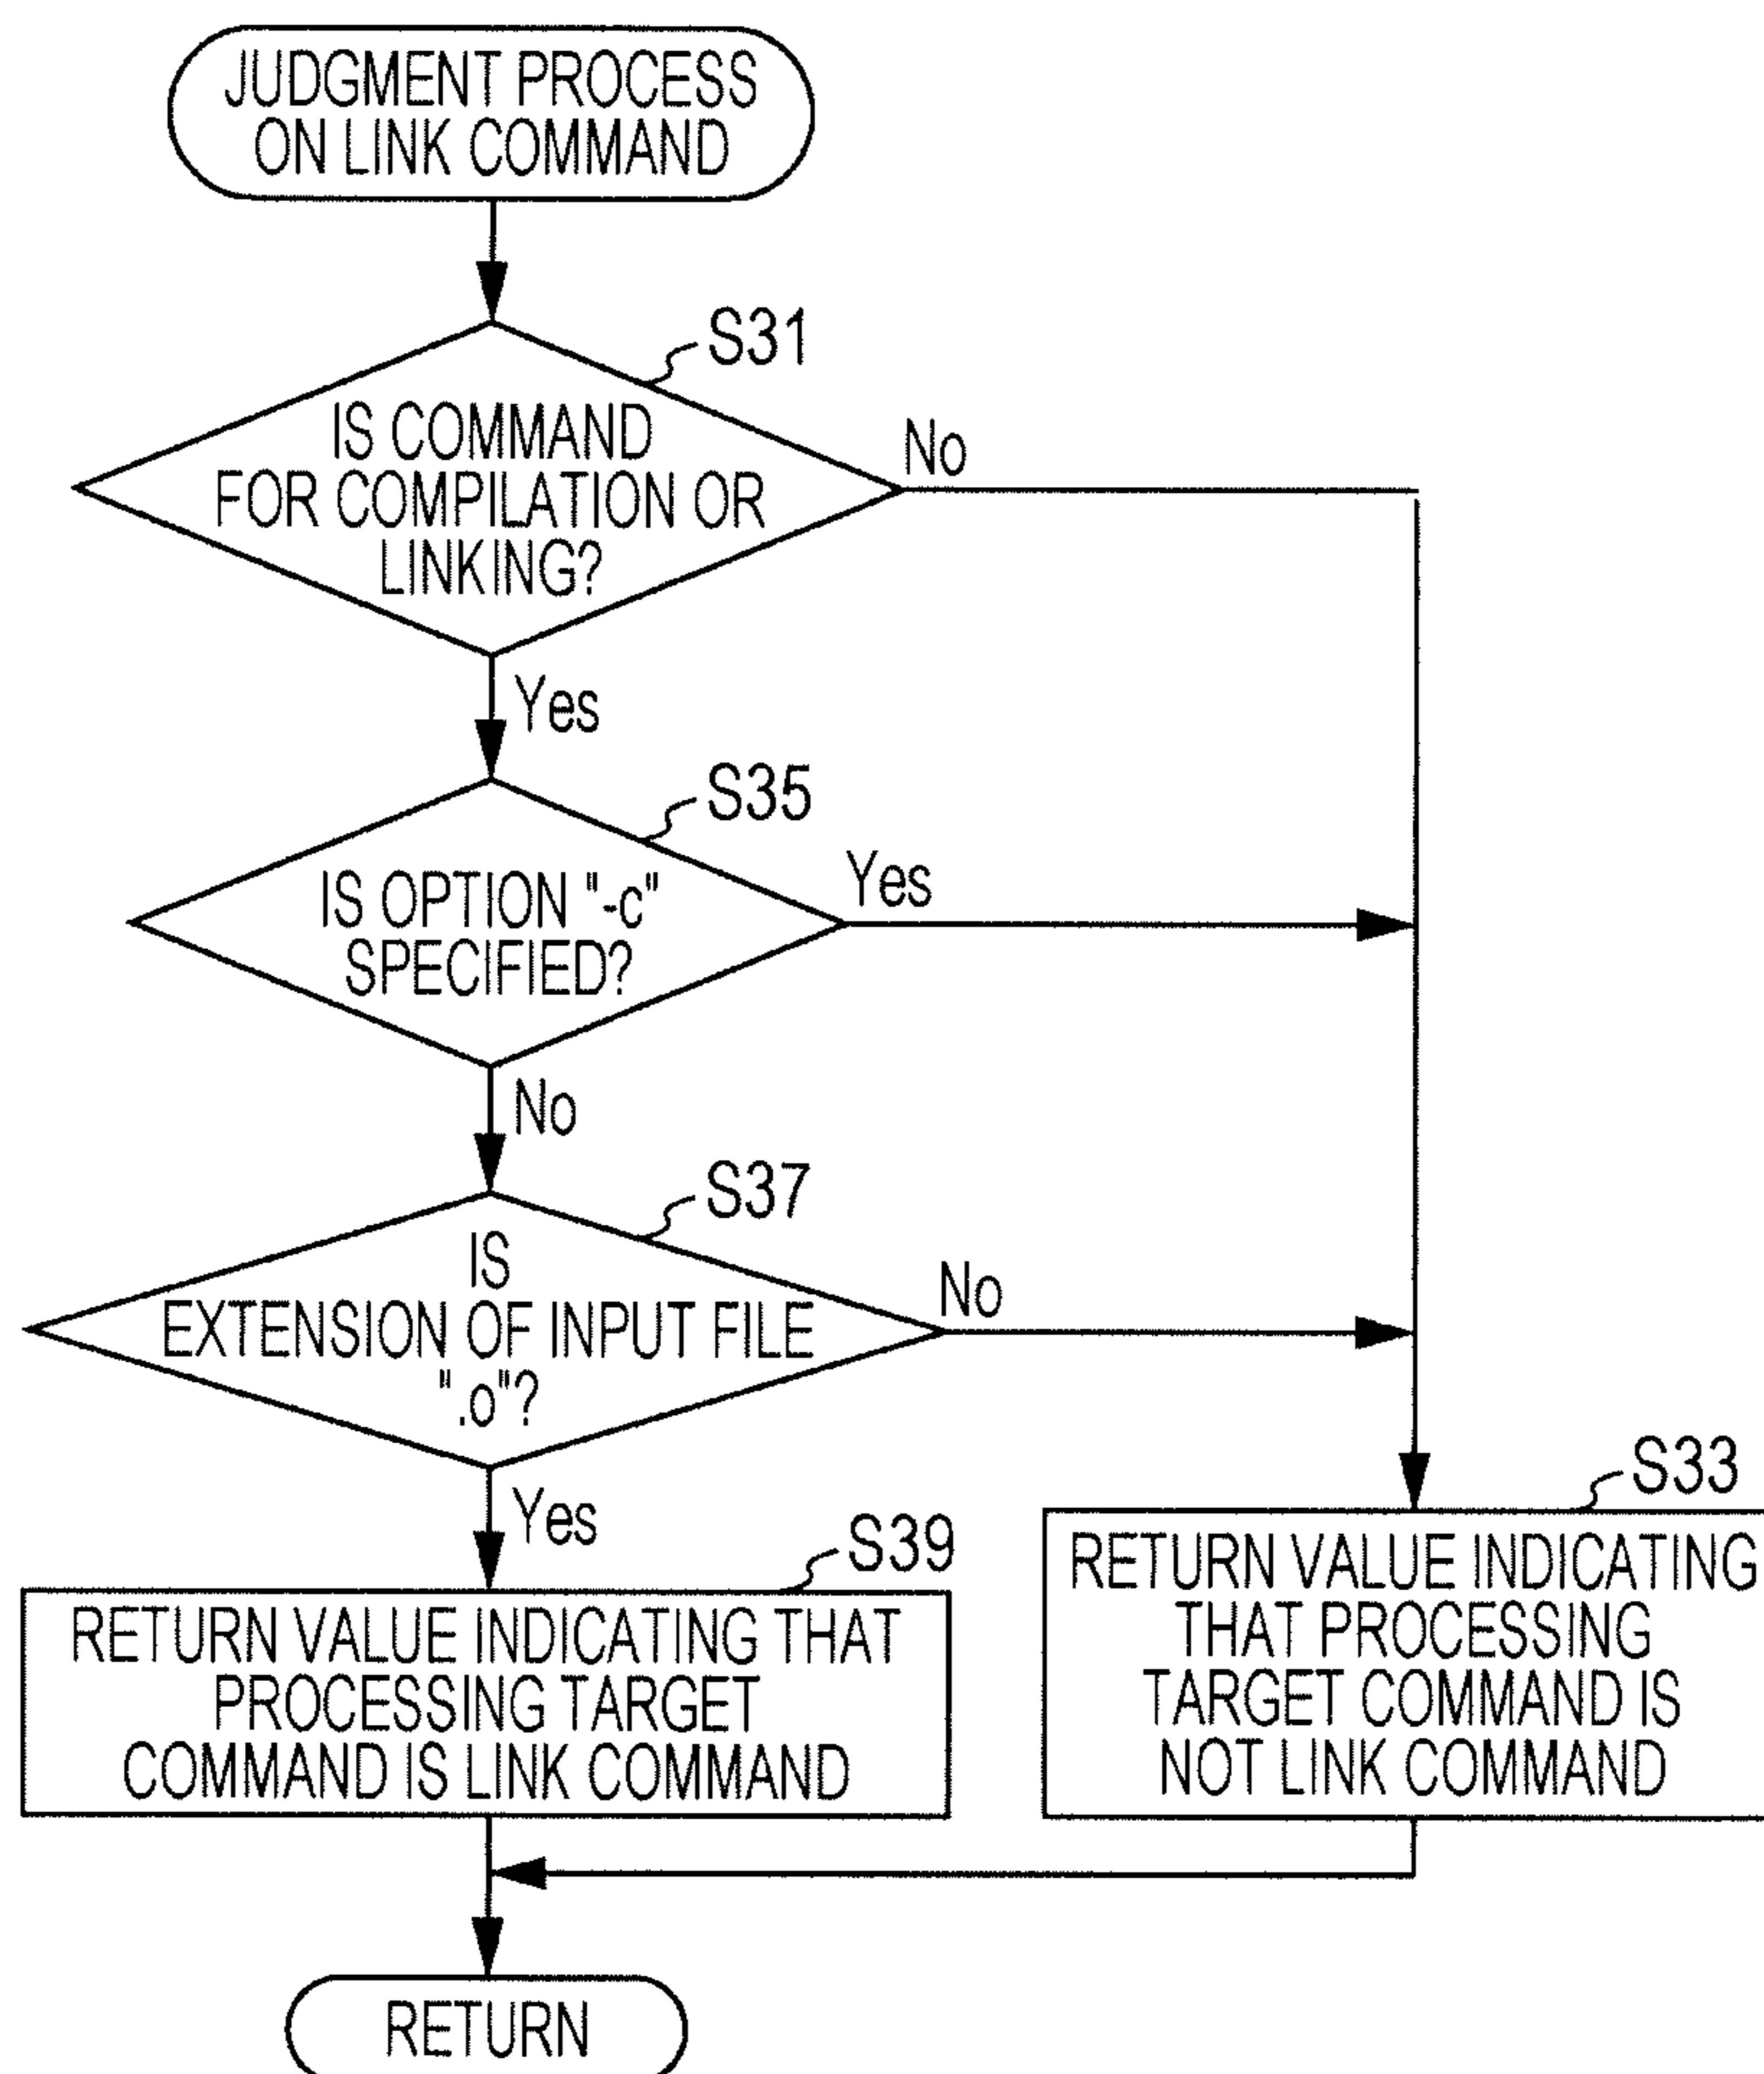 JUDGMENT PROCESS
ON LINK COMMAND
S31
IS COMMAND
FOR COMPILATION OR
LINKING?
No
Yes
S35
IS OPTION "-c"
SPECIFIED?
Yes
No
S37
IS
EXTENSION OF INPUT FILE
".o"?
No
Yes
S39
RETURN VALUE INDICATING THAT
PROCESSING TARGET
COMMAND IS LINK COMMAND
S33
RETURN VALUE INDICATING
THAT PROCESSING
TARGET COMMAND IS
NOT LINK COMMAND
RETURN